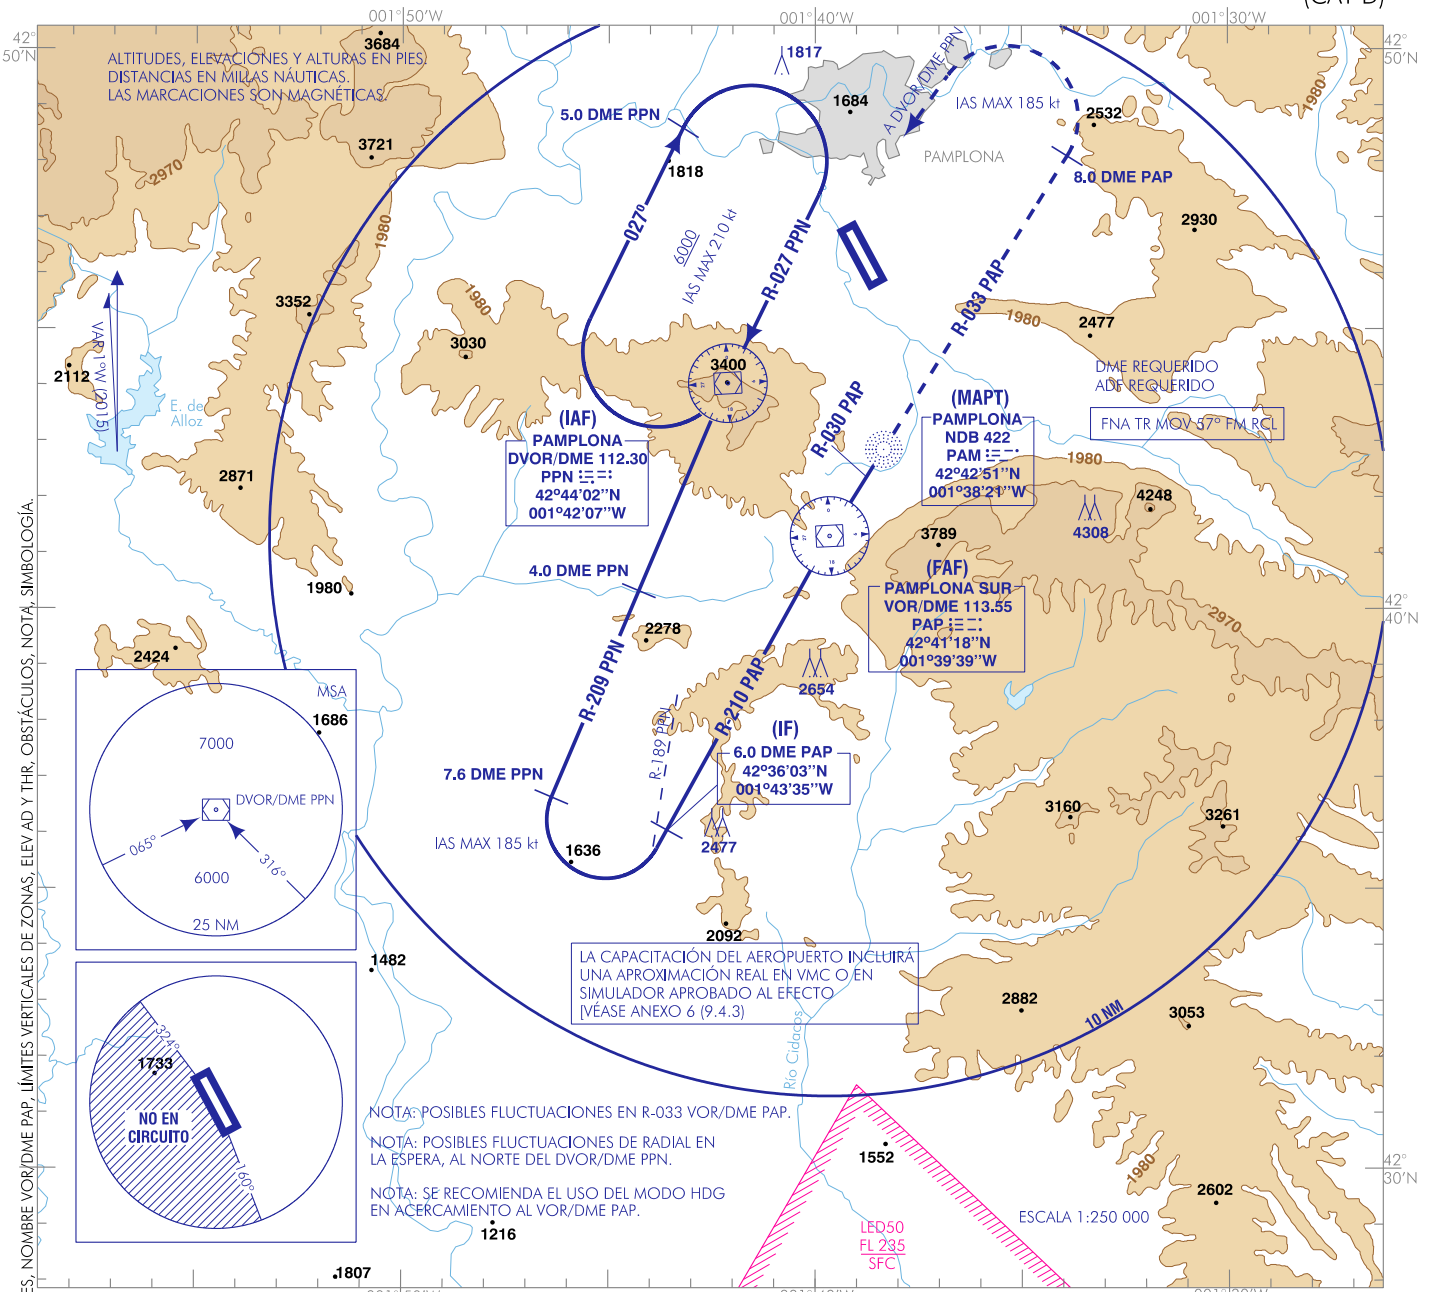 (CAT D)
001°50'W
001°40'W
001°30'W
42°
50'N
42°
50'N
ALTITUDES, ELEVACIONES Y ALTURAS EN PIES.
DISTANCIAS EN MILLAS NÁUTICAS.
LAS MARCACIONES SON MAGNÉTICAS.
3684
3721
2970
1980
1817
1684
5.0 DME PPN
1818
A DVOR/DME PPN
IAS MAX 185 kt
PAMPLONA
2532
1980
8.0 DME PAP
2930
027°
6000
IAS MAX 210 kt
R-027 PPN
R-033 PAP
3352
1980
3030
3400
1980
2477
VAR 1°W (2015)
2112
E. de
Alloz
2871
DME REQUERIDO
ADF REQUERIDO
FNA TR MOV 57° FM RCL
(IAF)
PAMPLONA
DVOR/DME 112.30
PPN
42°44'02''N
001°42'07''W
R-030 PAP
(MAPT)
PAMPLONA
NDB 422
PAM
42°42'51''N
001°38'21''W
1980
4248
4308
3789
(FAF)
PAMPLONA SUR
VOR/DME 113.55
PAP
42°41'18''N
001°39'39''W
2970
42°
40'N
4.0 DME PPN
1980
2278
2424
R-209 PPN
R-210 PAP
2654
R-189 PPN
(IF)
6.0 DME PAP
42°36'03''N
001°43'35''W
7.6 DME PPN
IAS MAX 185 kt
1636
2477
3160
3261
MSA
1686
7000
DVOR/DME PPN
065°
316°
6000
25 NM
2092
1482
LA CAPACITACIÓN DEL AEROPUERTO INCLUIRÁ
UNA APROXIMACIÓN REAL EN VMC O EN
SIMULADOR APROBADO AL EFECTO
[VÉASE ANEXO 6 (9.4.3)
2882
10 NM
3053
Río Cidacos
324°
1733
NO EN
CIRCUITO
160°
NOTA: POSIBLES FLUCTUACIONES EN R-033 VOR/DME PAP.
NOTA: POSIBLES FLUCTUACIONES DE RADIAL EN
LA ESPERA, AL NORTE DEL DVOR/DME PPN.
NOTA: SE RECOMIENDA EL USO DEL MODO HDG
EN ACERCAMIENTO AL VOR/DME PAP.
1216
1807
1552
LED50
FL 235
SFC
1980
2602
42°
30'N
ESCALA 1:250 000
001°50'W
001°40'W
001°30'W
ES, NOMBRE VOR/DME PAP, LÍMITES VERTICALES DE ZONAS, ELEV AD Y THR, OBSTÁCULOS, NOTA, SIMBOLOGÍA.